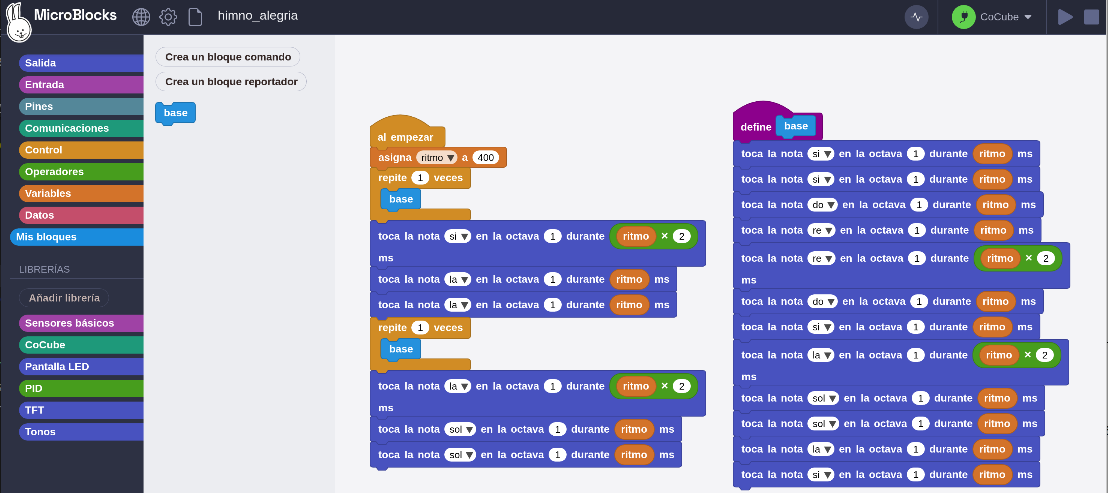 MicroBlocks
himno_alegria
CoCube
Salida
Entrada
Pines
Comunicaciones
Control
Operadores
Variables
Datos
Mis bloques
LIBRERÍAS
Añadir librería
Sensores básicos
CoCube
Pantalla LED
PID
TFT
Tonos
Crea un bloque comando
Crea un bloque reportador
base
al empezar
asigna ritmo a 400
repite 1 veces
base
toca la nota si en la octava 1 durante ritmo × 2
ms
toca la nota la en la octava 1 durante ritmo ms
toca la nota la en la octava 1 durante ritmo ms
repite 1 veces
base
toca la nota la en la octava 1 durante ritmo × 2
ms
toca la nota sol en la octava 1 durante ritmo ms
toca la nota sol en la octava 1 durante ritmo ms
define base
toca la nota si en la octava 1 durante ritmo ms
toca la nota si en la octava 1 durante ritmo ms
toca la nota do en la octava 1 durante ritmo ms
toca la nota re en la octava 1 durante ritmo ms
toca la nota re en la octava 1 durante ritmo × 2
ms
toca la nota do en la octava 1 durante ritmo ms
toca la nota si en la octava 1 durante ritmo ms
toca la nota la en la octava 1 durante ritmo × 2
ms
toca la nota sol en la octava 1 durante ritmo ms
toca la nota sol en la octava 1 durante ritmo ms
toca la nota la en la octava 1 durante ritmo ms
toca la nota si en la octava 1 durante ritmo ms